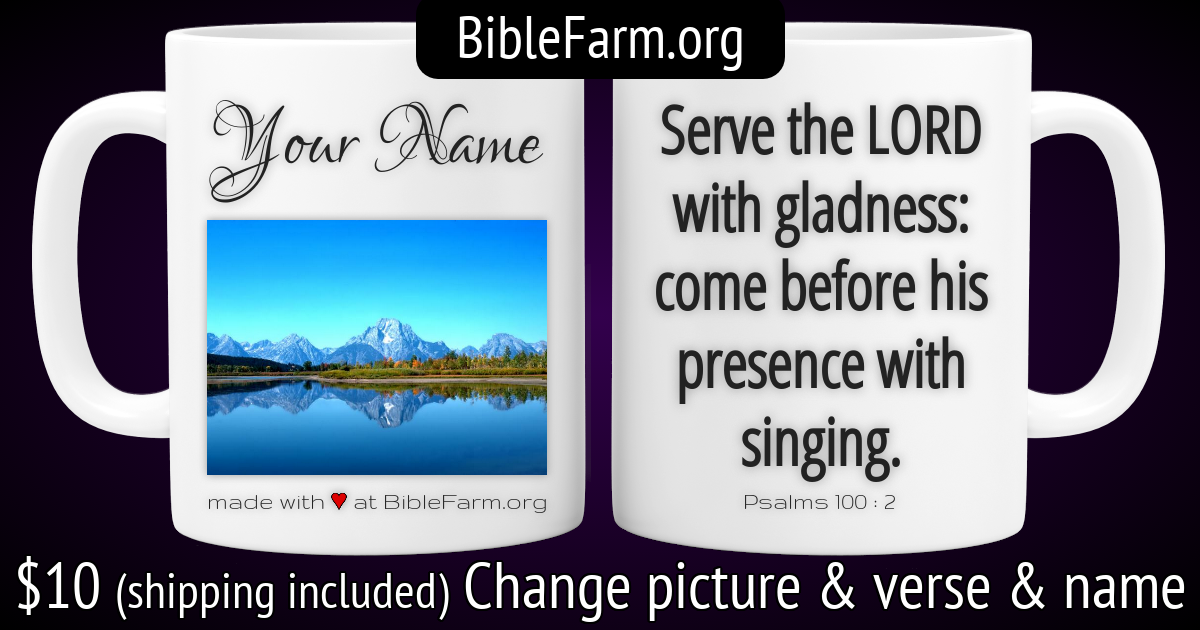 BibleFarm.org
Your Name
made with ♥ at BibleFarm.org
Serve the LORD
with gladness:
come before his
presence with
singing.
Psalms 100 : 2
$10 (shipping included) Change picture & verse & name